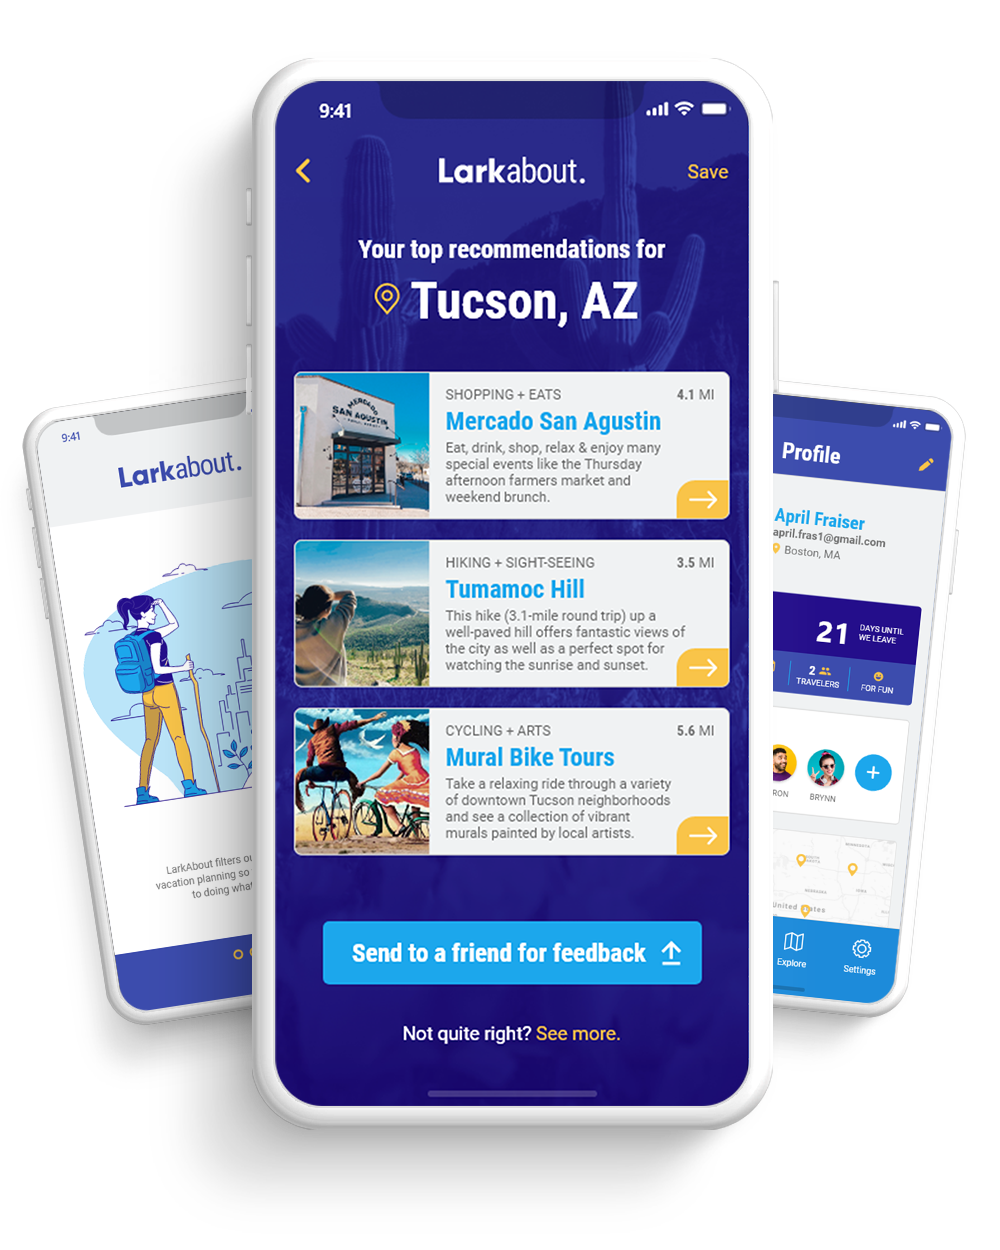 9:41
Larkabout.
Save
Your top recommendations for
Tucson, AZ
MERCADO
SAN AGUSTIN
SHOPPING + EATS
4.1 MI
Mercado San Agustin
Eat, drink, shop, relax & enjoy many
special events like the Thursday
afternoon farmers market and
weekend brunch.
HIKING + SIGHT-SEEING
3.5 MI
Tumamoc Hill
This hike (3.1-mile round trip) up a
well-paved hill offers fantastic views of
the city as well as a perfect spot for
watching the sunrise and sunset.
CYCLING + ARTS
5.6 MI
Mural Bike Tours
Take a relaxing ride through a variety
of downtown Tucson neighborhoods
and see a collection of vibrant
murals painted by local artists.
Send to a friend for feedback
Not quite right? See more.
9:41
Larkabout.
LarkAbout filters ou
vacation planning so
to doing what
Profile
April Fraiser
april.fras1@gmail.com
Boston, MA
21
DAYS UNTIL
WE LEAVE
2
TRAVELERS
FOR FUN
RON
BRYNN
Explore
Settings